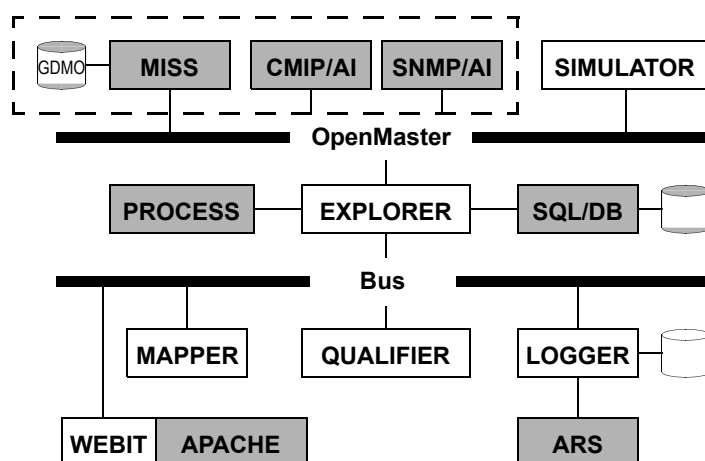 GDMO MISS CMIP/AI SNMP/AI SIMULATOR
OpenMaster
PROCESS EXPLORER SQL/DB
Bus
MAPPER QUALIFIER LOGGER
WEBIT APACHE ARS